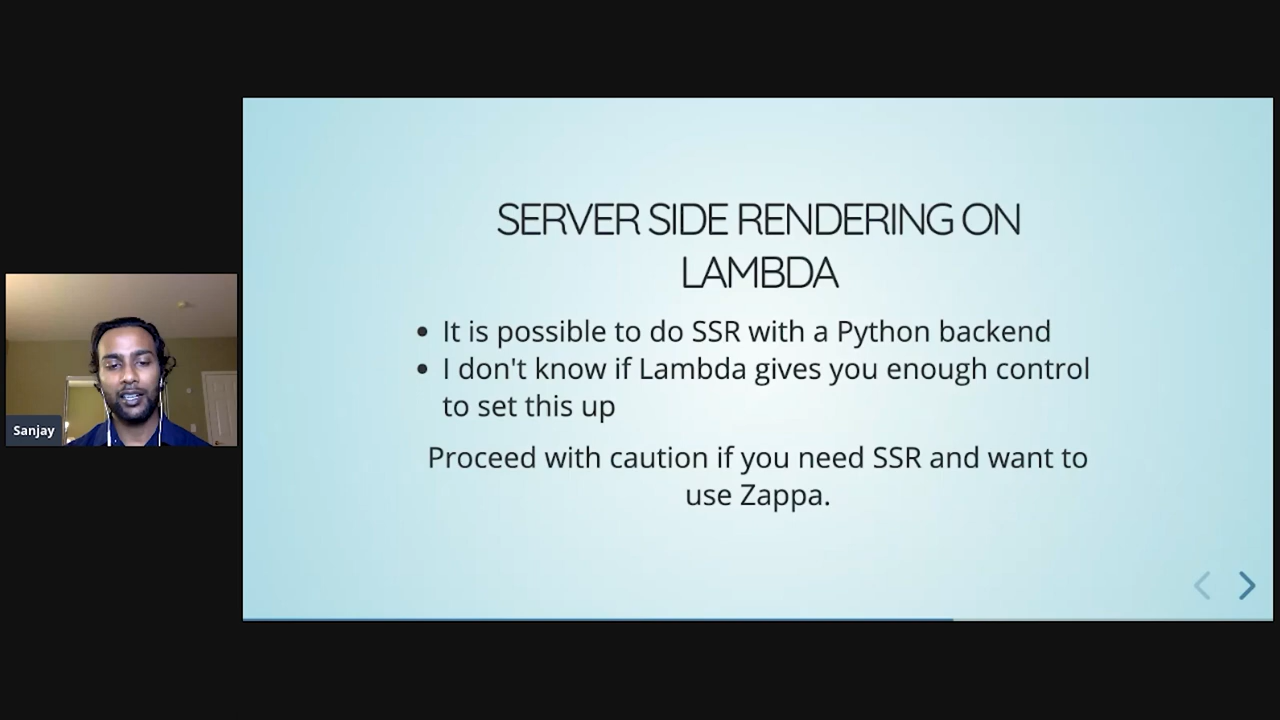 Sanjay
SERVER SIDE RENDERING ON
LAMBDA
• It is possible to do SSR with a Python backend
• I don't know if Lambda gives you enough control
to set this up
Proceed with caution if you need SSR and want to
use Zappa.